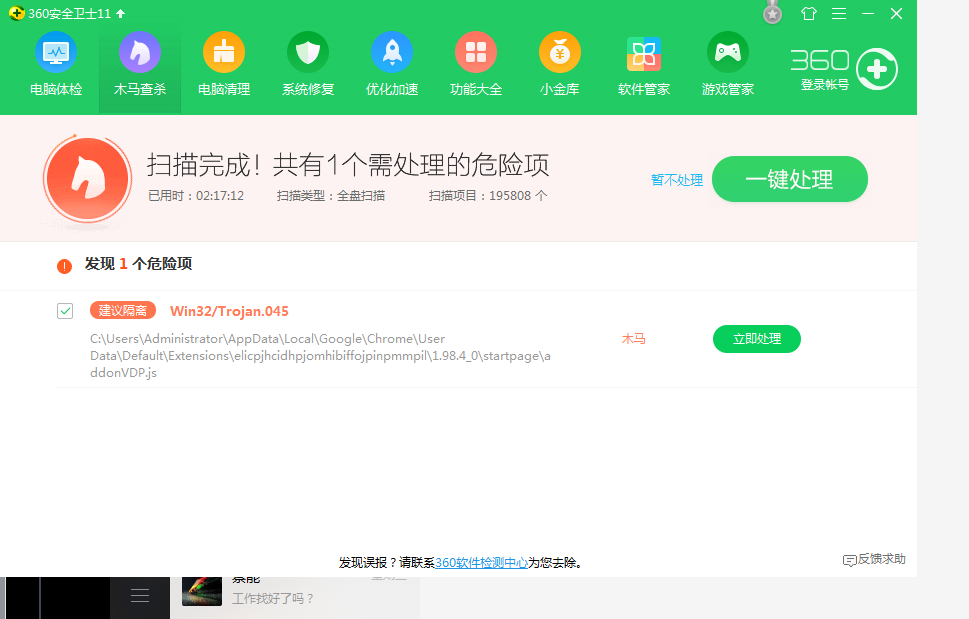 360安全卫士11
电脑体检 木马查杀 电脑清理 系统修复 优化加速 功能大全 小金库 软件管家 游戏管家
360
登录帐号
扫描完成！共有1个需处理的危险项
已用时：02:17:12 扫描类型：全盘扫描 扫描项目：195808 个
暂不处理 一键处理
发现 1 个危险项
建议隔离 Win32/Trojan.045
C:\Users\Administrator\AppData\Local\Google\Chrome\User
Data\Default\Extensions\elicpjhcidhpjomhibiffojpinpmmpil\1.98.4_0\startpage\a
ddonVDP.js
木马 立即处理
发现误报？请联系360软件检测中心为您去除。
反馈求助
工作找好了吗？